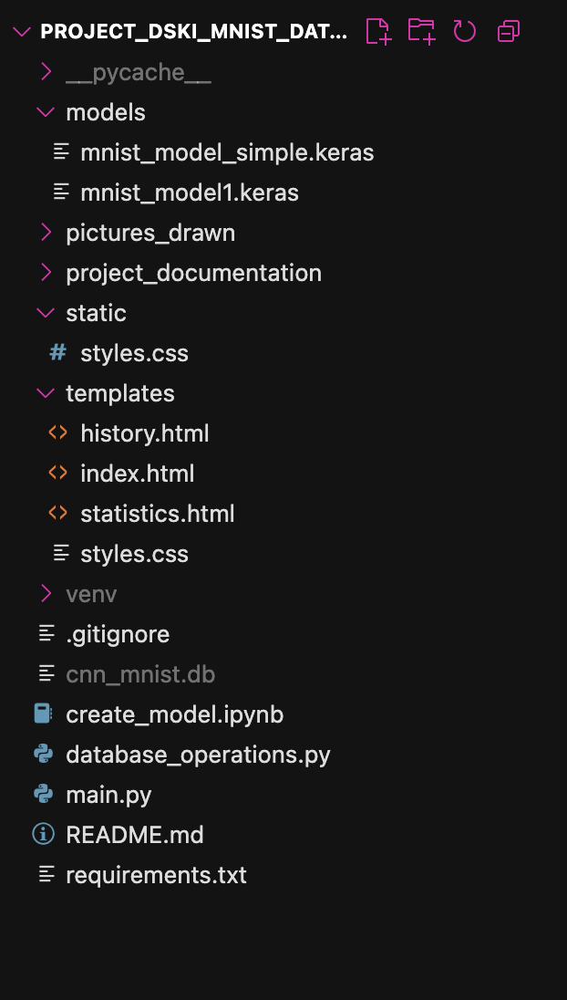 PROJECT_DSKI_MNIST_DAT...
__pycache__
models
mnist_model_simple.keras
mnist_model1.keras
pictures_drawn
project_documentation
static
# styles.css
templates
<> history.html
<> index.html
<> statistics.html
styles.css
venv
.gitignore
cnn_mnist.db
create_model.ipynb
database_operations.py
main.py
README.md
requirements.txt